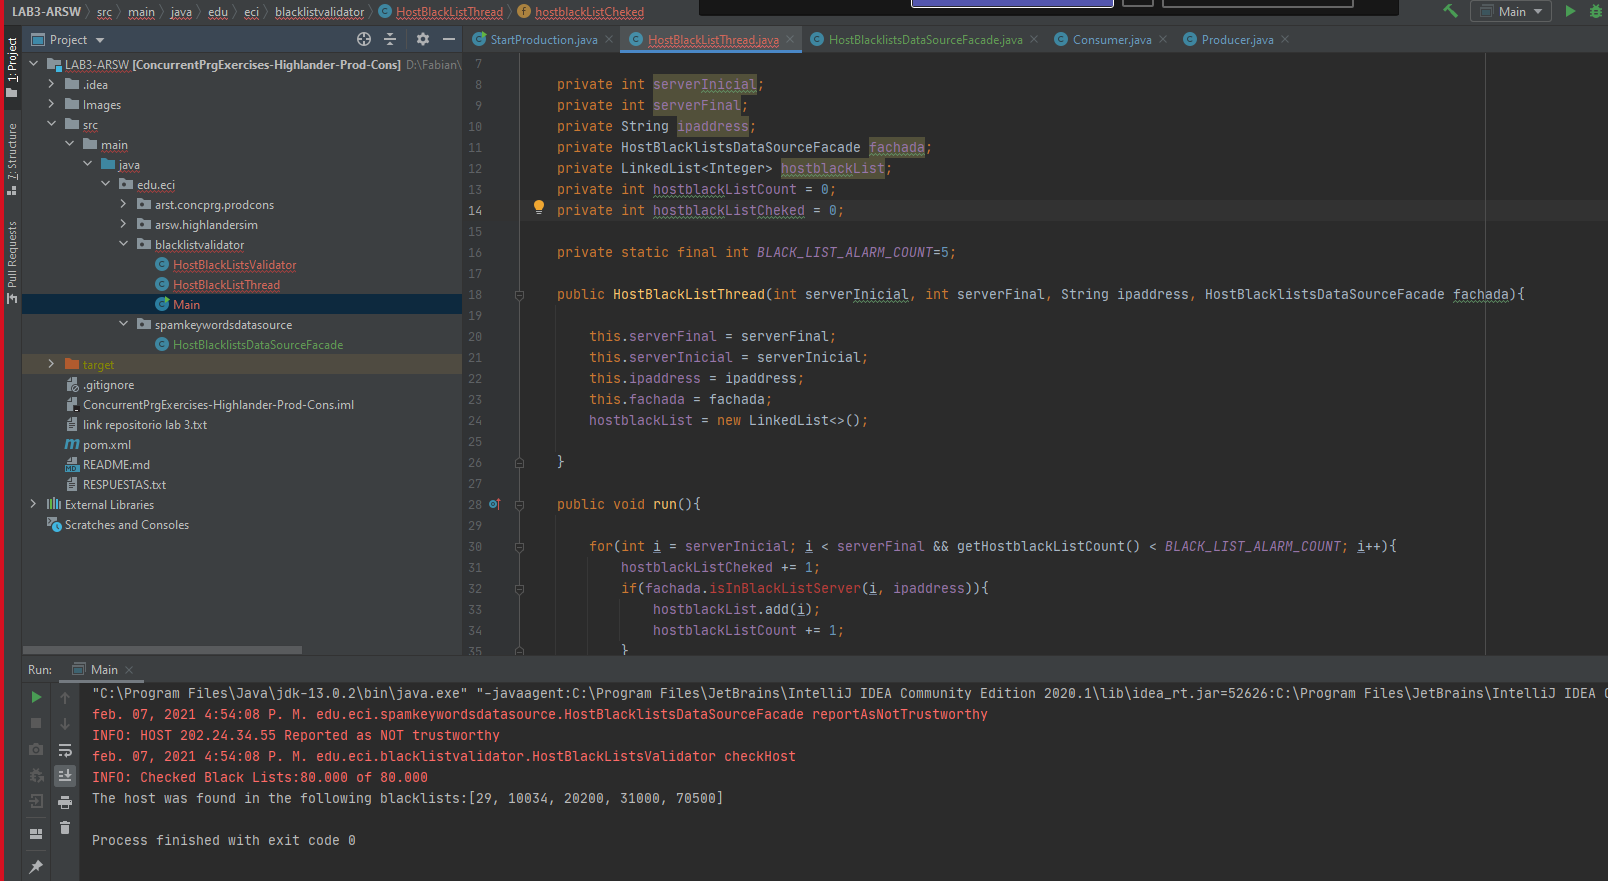 LAB3-ARSW src main java edu eci blacklistvalidator HostBlackListThread hostblackListCheked
Main
Project
StartProduction.java HostBlackListThread.java HostBlacklistsDataSourceFacade.java Consumer.java Producer.java
1: Project
7: Structure
Pull Requests
LAB3-ARSW [ConcurrentPrgExercises-Highlander-Prod-Cons] D:\Fabian\
.idea
Images
src
main
java
edu.eci
arst.concprg.prodcons
arsw.highlandersim
blacklistvalidator
HostBlackListsValidator
HostBlackListThread
Main
spamkeywordsdatasource
HostBlacklistsDataSourceFacade
target
.gitignore
ConcurrentPrgExercises-Highlander-Prod-Cons.iml
link repositorio lab 3.txt
pom.xml
README.md
RESPUESTAS.txt
External Libraries
Scratches and Consoles
7
8 private int serverInicial;
9 private int serverFinal;
10 private String ipaddress;
11 private HostBlacklistsDataSourceFacade fachada;
12 private LinkedList<Integer> hostblackList;
13 private int hostblackListCount = 0;
14 private int hostblackListCheked = 0;
15
16 private static final int BLACK_LIST_ALARM_COUNT=5;
17
18 public HostBlackListThread(int serverInicial, int serverFinal, String ipaddress, HostBlacklistsDataSourceFacade fachada){
19
20 this.serverFinal = serverFinal;
21 this.serverInicial = serverInicial;
22 this.ipaddress = ipaddress;
23 this.fachada = fachada;
24 hostblackList = new LinkedList<>();
25
26 }
27
28 public void run(){
29
30 for(int i = serverInicial; i < serverFinal && getHostblackListCount() < BLACK_LIST_ALARM_COUNT; i++){
31 hostblackListCheked += 1;
32 if(fachada.isInBlackListServer(i, ipaddress)){
33 hostblackList.add(i);
34 hostblackListCount += 1;
35 }
Run: Main
"C:\Program Files\Java\jdk-13.0.2\bin\java.exe" "-javaagent:C:\Program Files\JetBrains\IntelliJ IDEA Community Edition 2020.1\lib\idea_rt.jar=52626:C:\Program Files\JetBrains\IntelliJ IDEA C
feb. 07, 2021 4:54:08 P. M. edu.eci.spamkeywordsdatasource.HostBlacklistsDataSourceFacade reportAsNotTrustworthy
INFO: HOST 202.24.34.55 Reported as NOT trustworthy
feb. 07, 2021 4:54:08 P. M. edu.eci.blacklistvalidator.HostBlackListsValidator checkHost
INFO: Checked Black Lists:80.000 of 80.000
The host was found in the following blacklists:[29, 10034, 20200, 31000, 70500]
Process finished with exit code 0